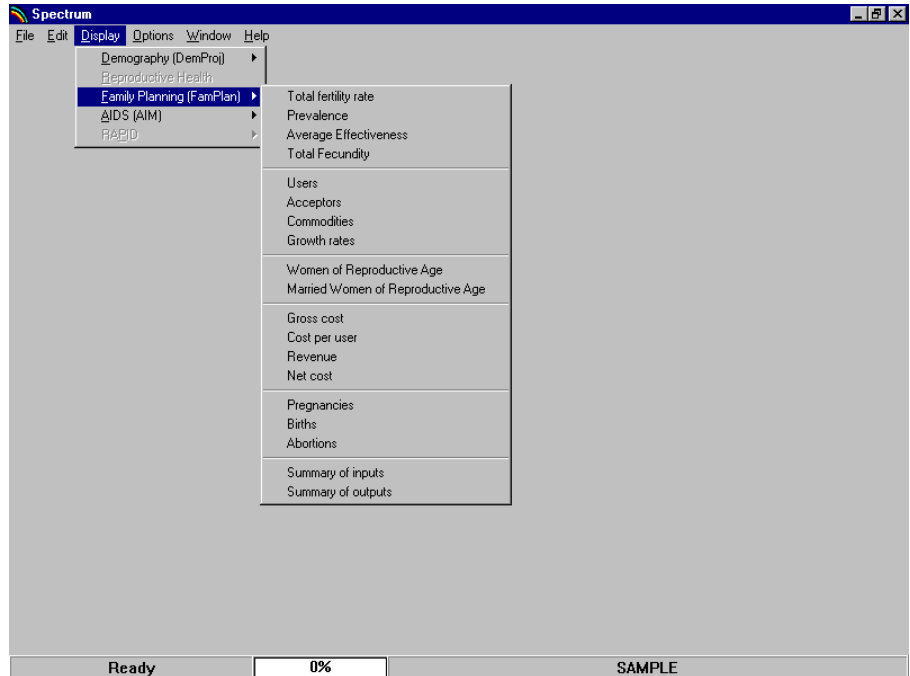 Spectrum
File Edit Display Options Window Help
Demography (DemProj)
Reproductive Health
Family Planning (FamPlan)
AIDS (AIM)
RAPID
Total fertility rate
Prevalence
Average Effectiveness
Total Fecundity
Users
Acceptors
Commodities
Growth rates
Women of Reproductive Age
Married Women of Reproductive Age
Gross cost
Cost per user
Revenue
Net cost
Pregnancies
Births
Abortions
Summary of inputs
Summary of outputs
Ready 0% SAMPLE